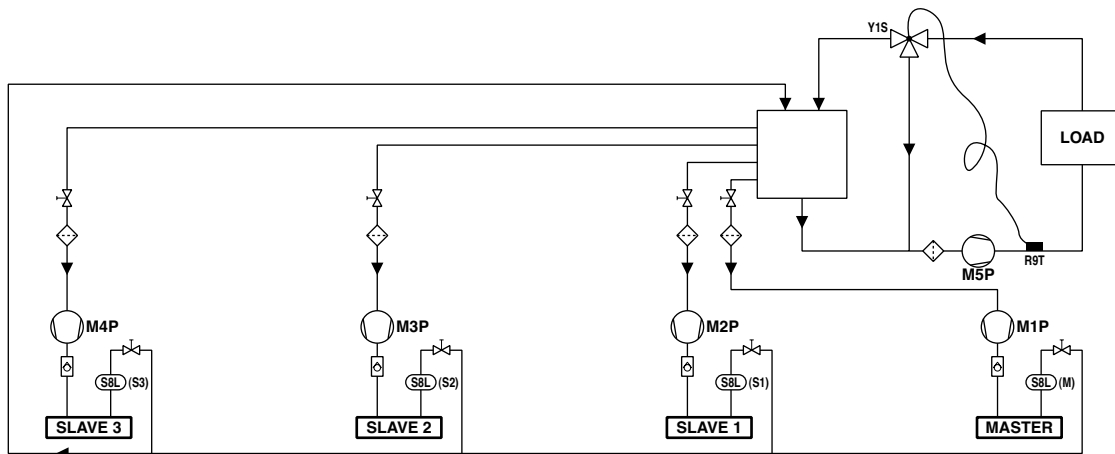 Y1S
LOAD
R9T
M5P
M4P
M3P
M2P
M1P
S8L (S3)
S8L (S2)
S8L (S1)
S8L (M)
SLAVE 3
SLAVE 2
SLAVE 1
MASTER